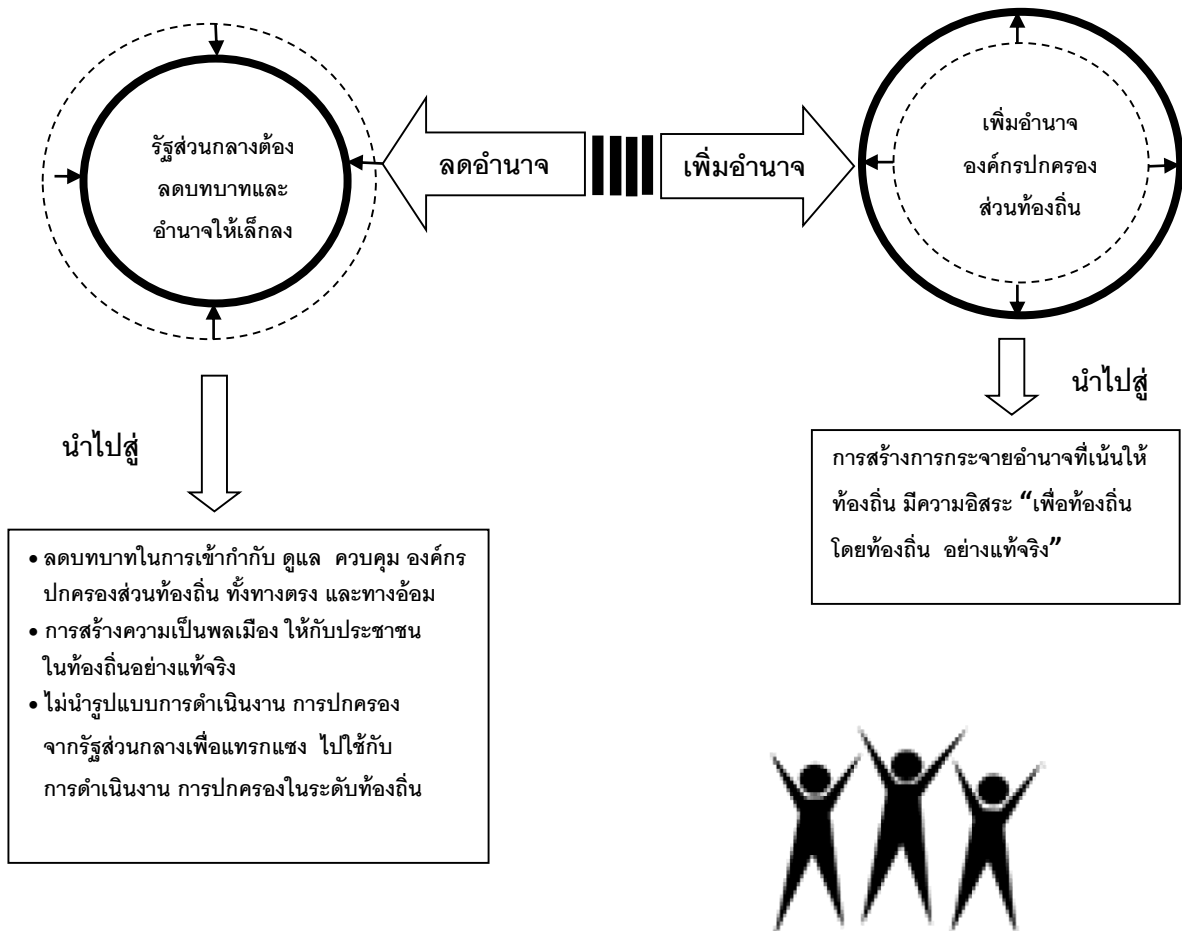 รัฐส่วนกลางต้อง
ลดบทบาทและ
อำนาจให้เล็กลง
ลดอำนาจ
เพิ่มอำนาจ
เพิ่มอำนาจ
องค์กรปกครอง
ส่วนท้องถิ่น
นำไปสู่
• ลดบทบาทในการเข้ากำกับ ดูแล ควบคุม องค์กร
ปกครองส่วนท้องถิ่น ทั้งทางตรง และทางอ้อม
• การสร้างความเป็นพลเมือง ให้กับประชาชน
ในท้องถิ่นอย่างแท้จริง
• ไม่นำรูปแบบการดำเนินงาน การปกครอง
จากรัฐส่วนกลางเพื่อแทรกแซง ไปใช้กับ
การดำเนินงาน การปกครองในระดับท้องถิ่น
นำไปสู่
การสร้างการกระจายอำนาจที่เน้นให้
ท้องถิ่น มีความอิสระ “เพื่อท้องถิ่น
โดยท้องถิ่น อย่างแท้จริง”